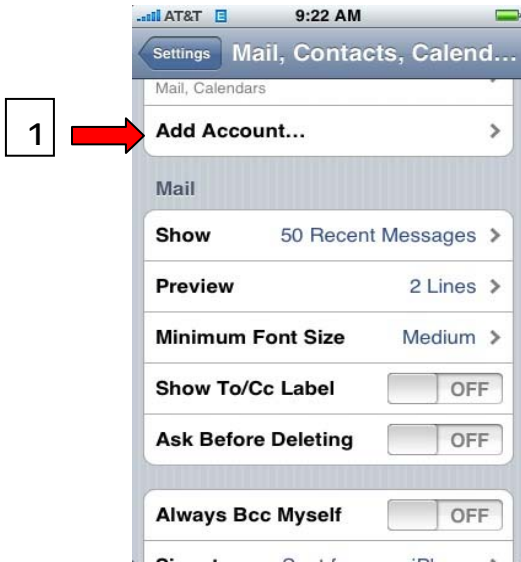 AT&T E 9:22 AM
Settings Mail, Contacts, Calend...
Mail, Calendars
1
Add Account...
Mail
Show 50 Recent Messages
Preview 2 Lines
Minimum Font Size Medium
Show To/Cc Label OFF
Ask Before Deleting OFF
Always Bcc Myself OFF